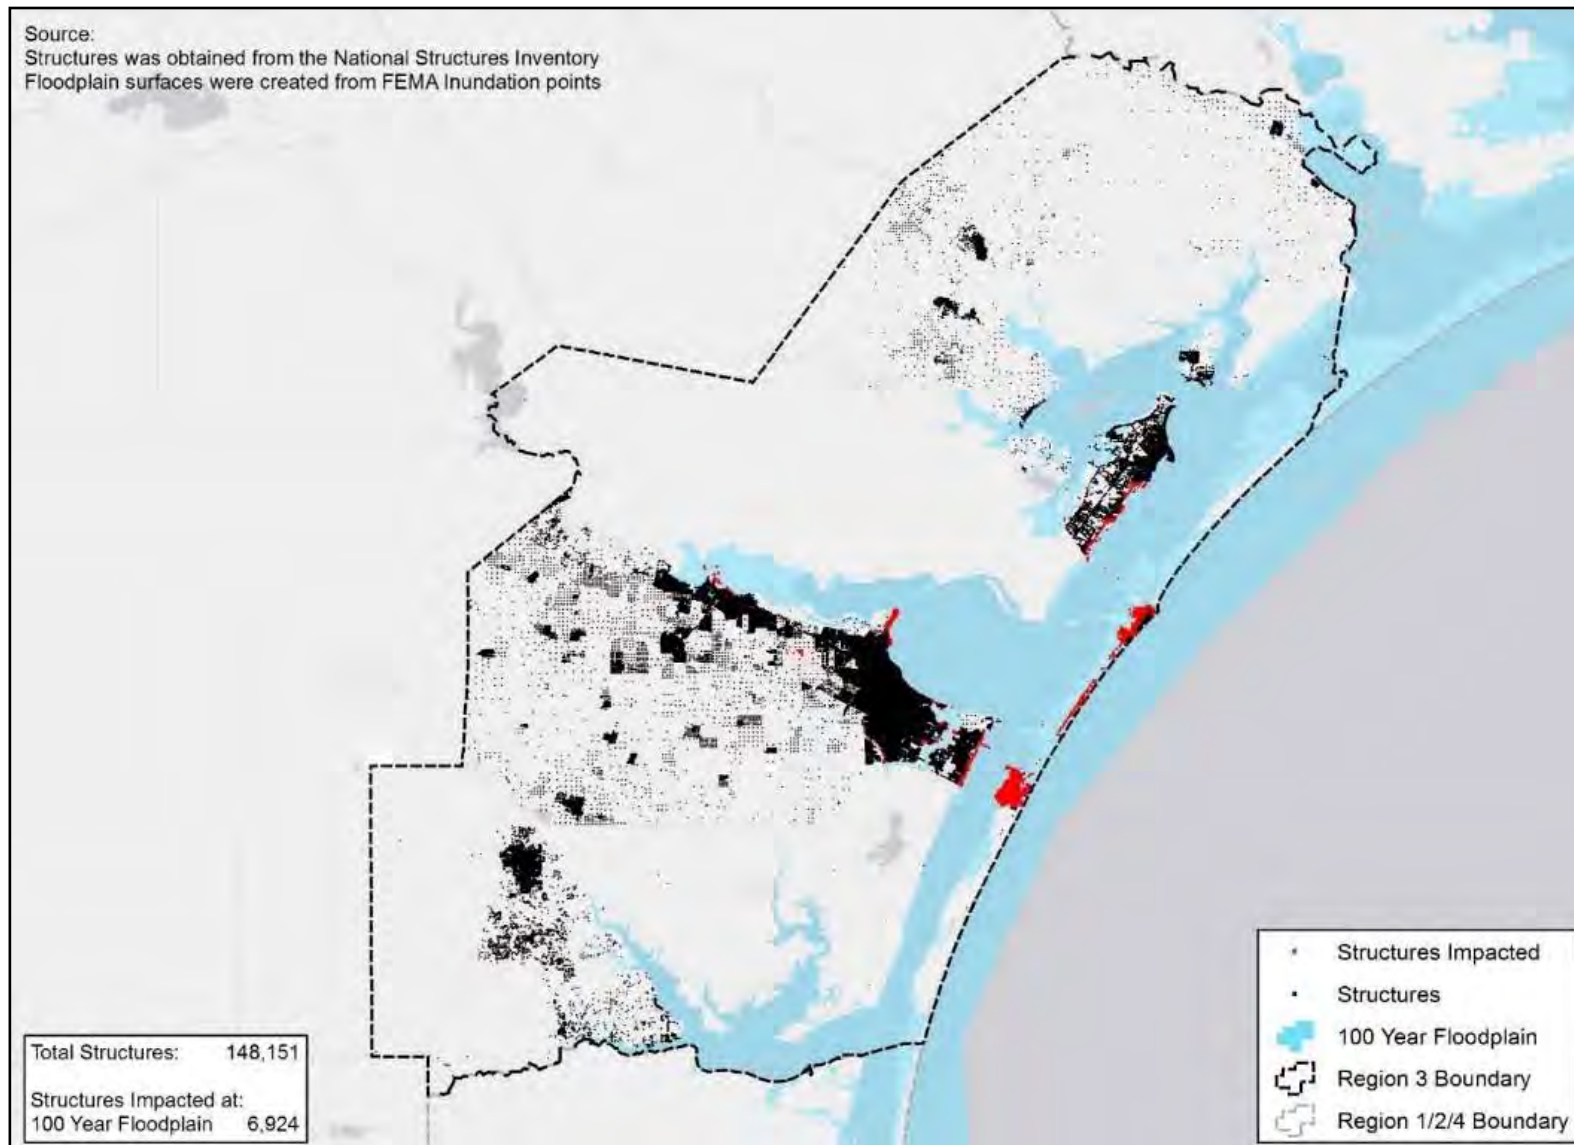 Source:
Structures was obtained from the National Structures Inventory
Floodplain surfaces were created from FEMA Inundation points
Total Structures: 148,151
Structures Impacted at:
100 Year Floodplain 6,924
Structures Impacted
Structures
100 Year Floodplain
Region 3 Boundary
Region 1/2/4 Boundary